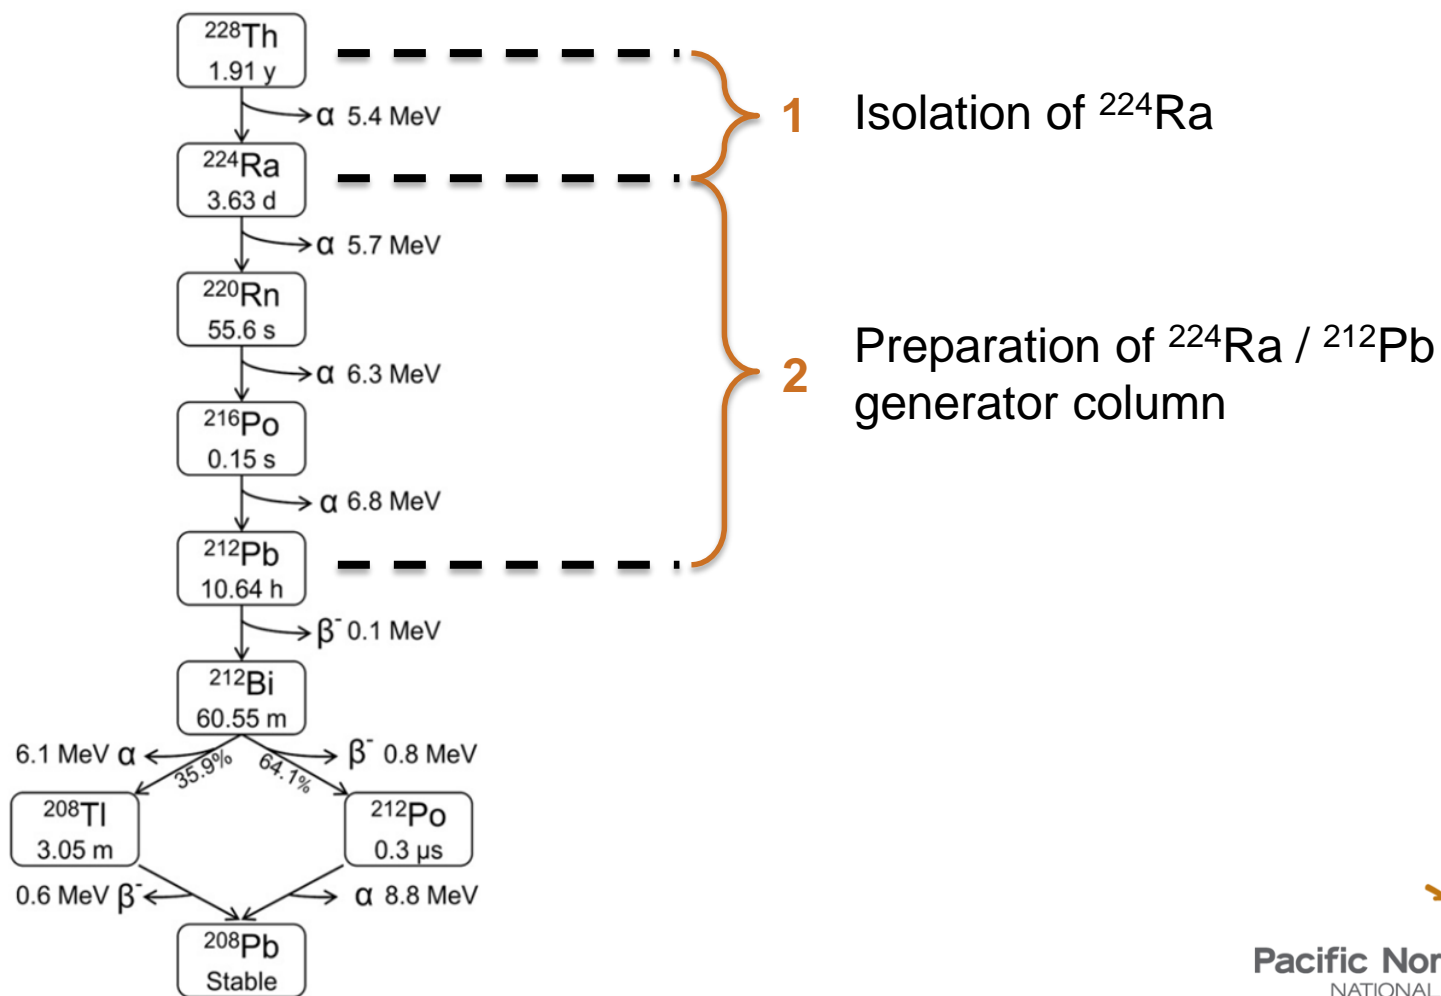 ²²⁸Th
1.91 y
α 5.4 MeV
1 Isolation of ²²⁴Ra
²²⁴Ra
3.63 d
α 5.7 MeV
²²⁰Rn
55.6 s
α 6.3 MeV
2 Preparation of ²²⁴Ra / ²¹²Pb
generator column
²¹⁶Po
0.15 s
α 6.8 MeV
²¹²Pb
10.64 h
β⁻ 0.1 MeV
²¹²Bi
60.55 m
6.1 MeV α
35.9%
64.1%
β⁻ 0.8 MeV
²⁰⁸Tl
3.05 m
²¹²Po
0.3 µs
0.6 MeV β⁻
α 8.8 MeV
²⁰⁸Pb
Stable
Pacific Nor
NATIONAL